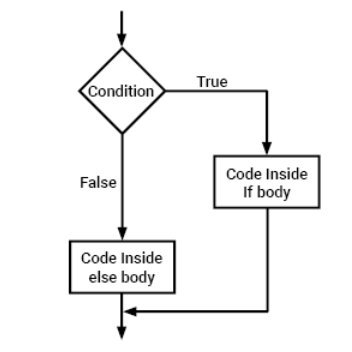 Condition
True
False
Code Inside
If body
Code Inside
else body